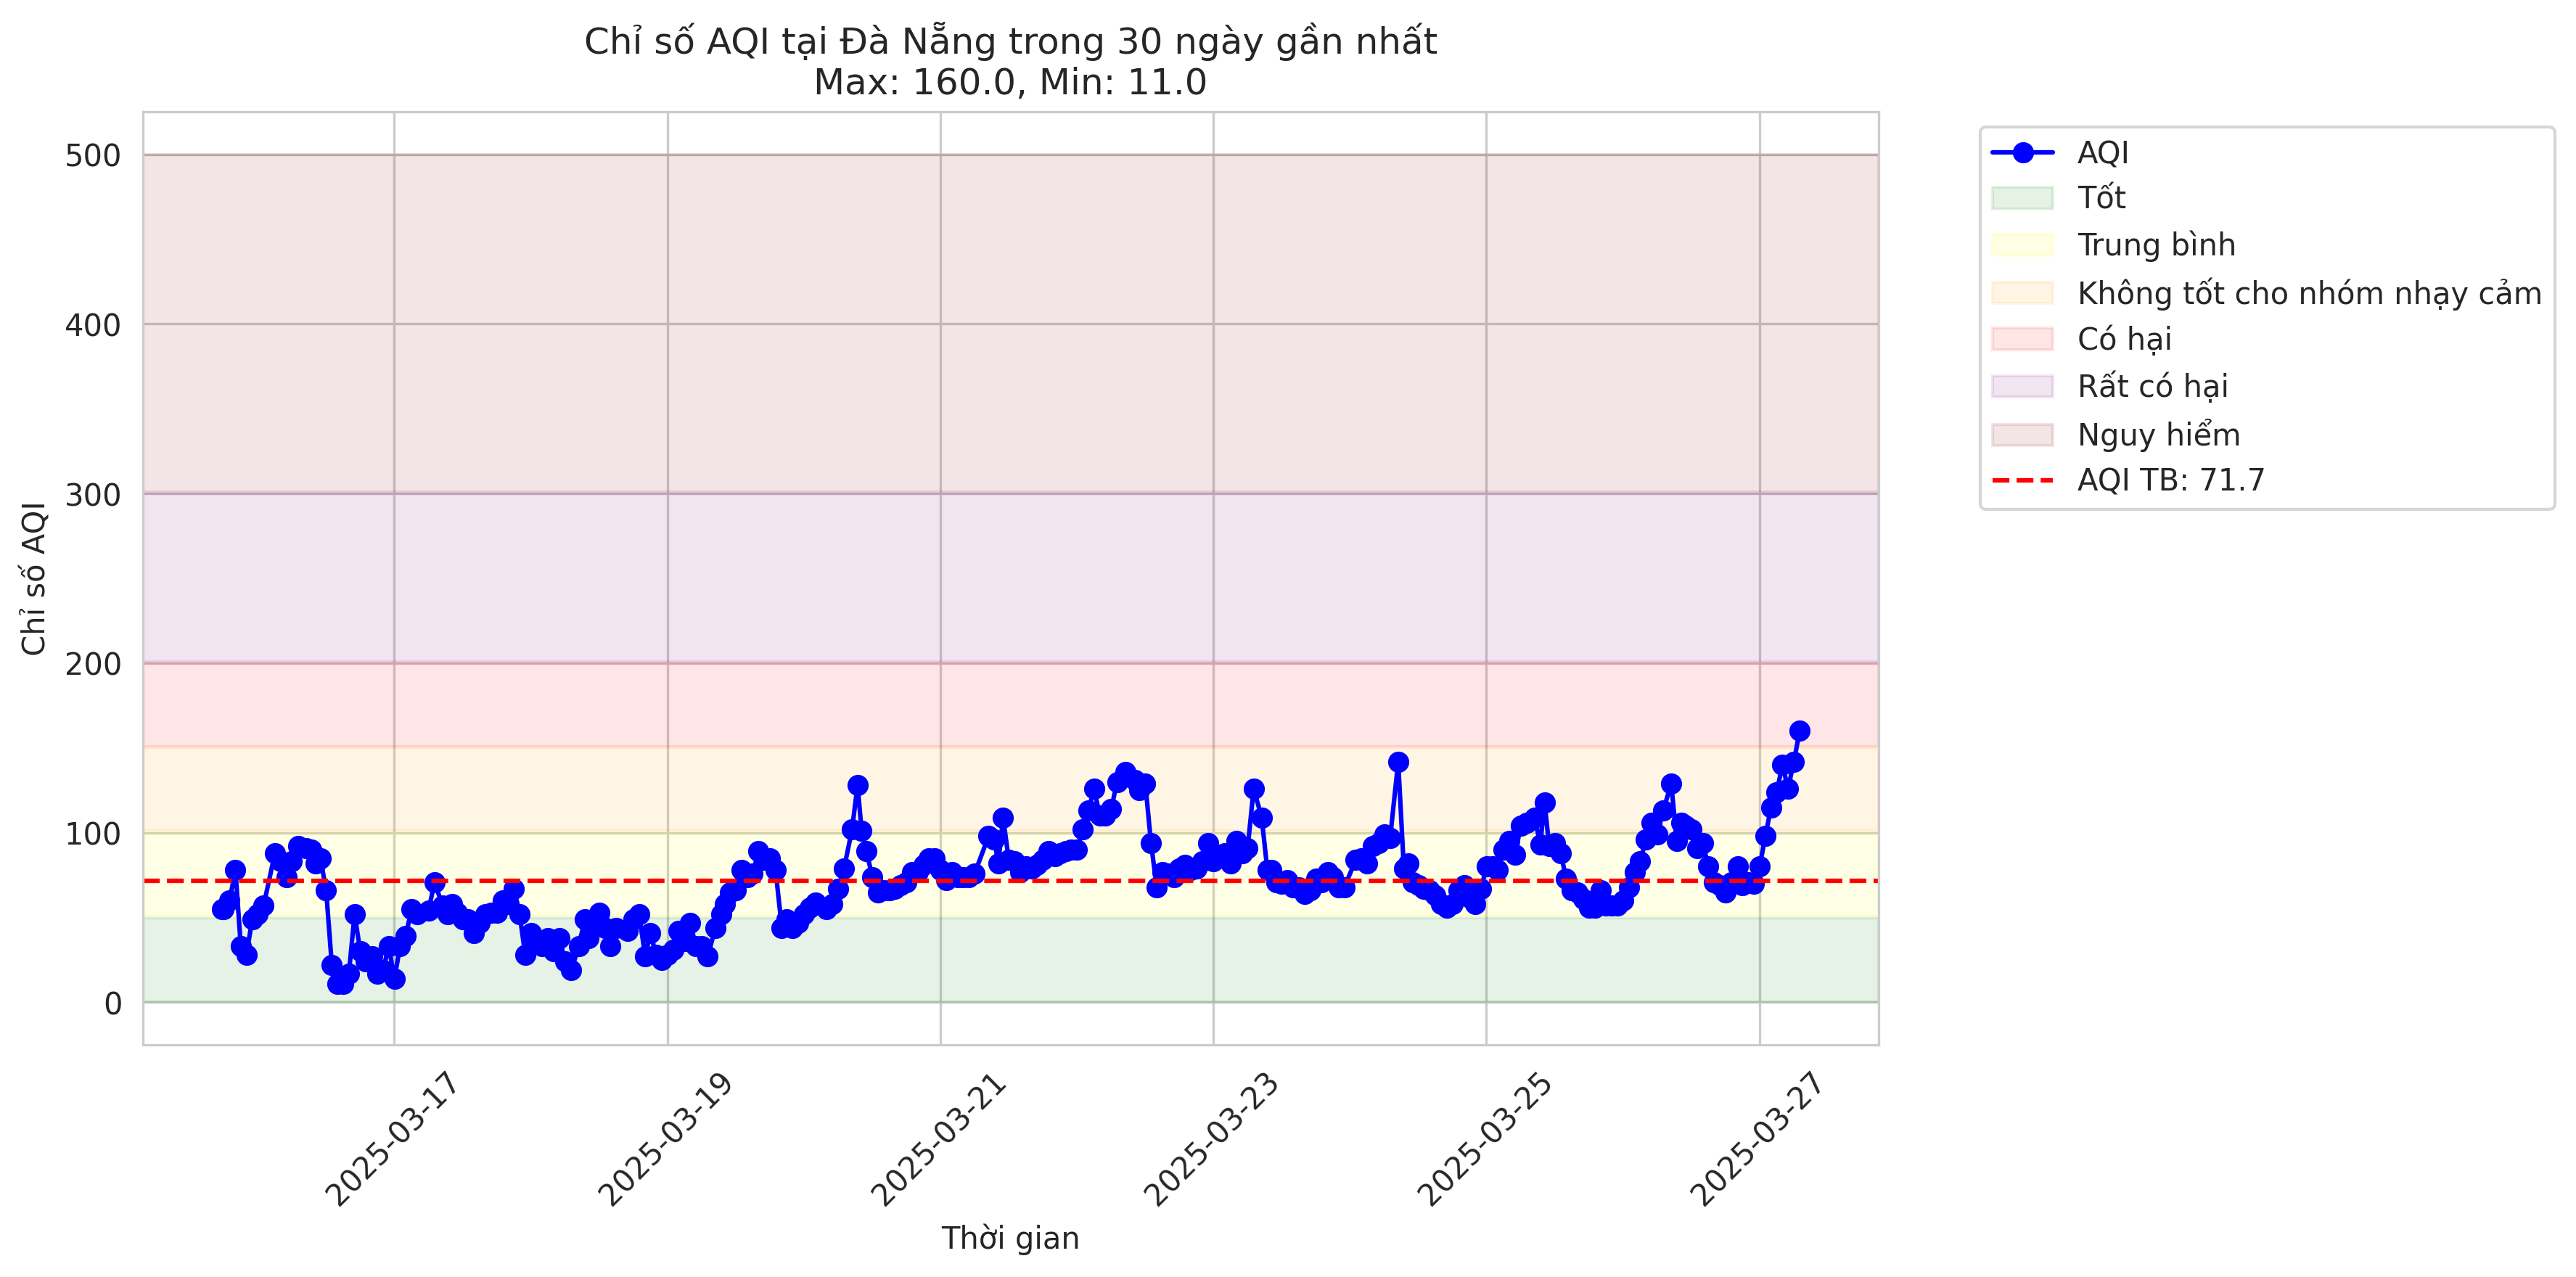 Chỉ số AQI tại Đà Nẵng trong 30 ngày gần nhất
Max: 160.0, Min: 11.0
Chỉ số AQI
500
400
300
200
100
0
2025-03-17
2025-03-19
2025-03-21
2025-03-23
2025-03-25
2025-03-27
Thời gian
AQI
Tốt
Trung bình
Không tốt cho nhóm nhạy cảm
Có hại
Rất có hại
Nguy hiểm
AQI TB: 71.7